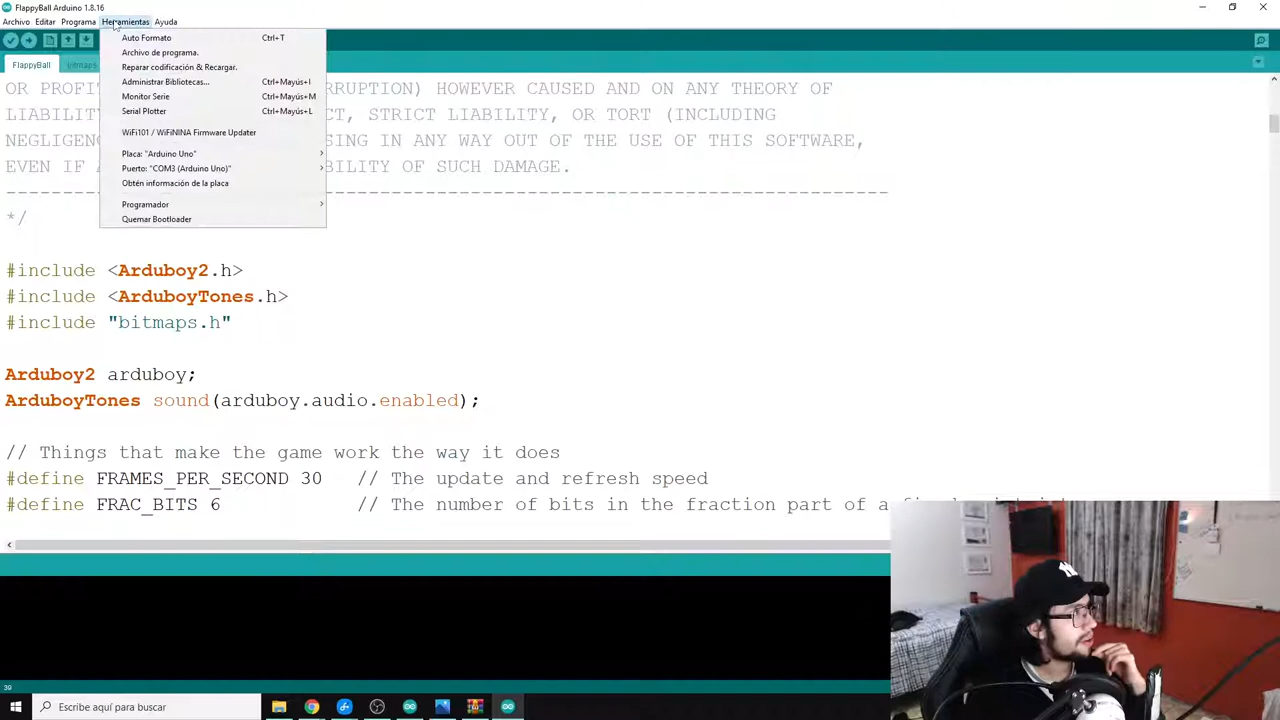 FlappyBall Arduino 1.8.16
Archivo Editar Programa Herramientas Ayuda
Auto Formato Ctrl+T
Archivo de programa.
Reparar codificación & Recargar.
Administrar Bibliotecas... Ctrl+Mayús+I
Monitor Serie Ctrl+Mayús+M
Serial Plotter Ctrl+Mayús+L
WiFi101 / WiFiNINA Firmware Updater
Placa: "Arduino Uno"
Puerto: "COM3 (Arduino Uno)"
Obtén información de la placa
Programador
Quemar Bootloader
FlappyBall bitmaps
OR PROFI RRUPTION) HOWEVER CAUSED AND ON ANY THEORY OF
LIABILIT CT, STRICT LIABILITY, OR TORT (INCLUDING
NEGLIGEN SING IN ANY WAY OUT OF THE USE OF THIS SOFTWARE,
EVEN IF BILITY OF SUCH DAMAGE.
--------------------------------------------------------------------------------
*/
#include <Arduboy2.h>
#include <ArduboyTones.h>
#include "bitmaps.h"
Arduboy2 arduboy;
ArduboyTones sound(arduboy.audio.enabled);
// Things that make the game work the way it does
#define FRAMES_PER_SECOND 30 // The update and refresh speed
#define FRAC_BITS 6 // The number of bits in the fraction part of a
39
Escribe aquí para buscar